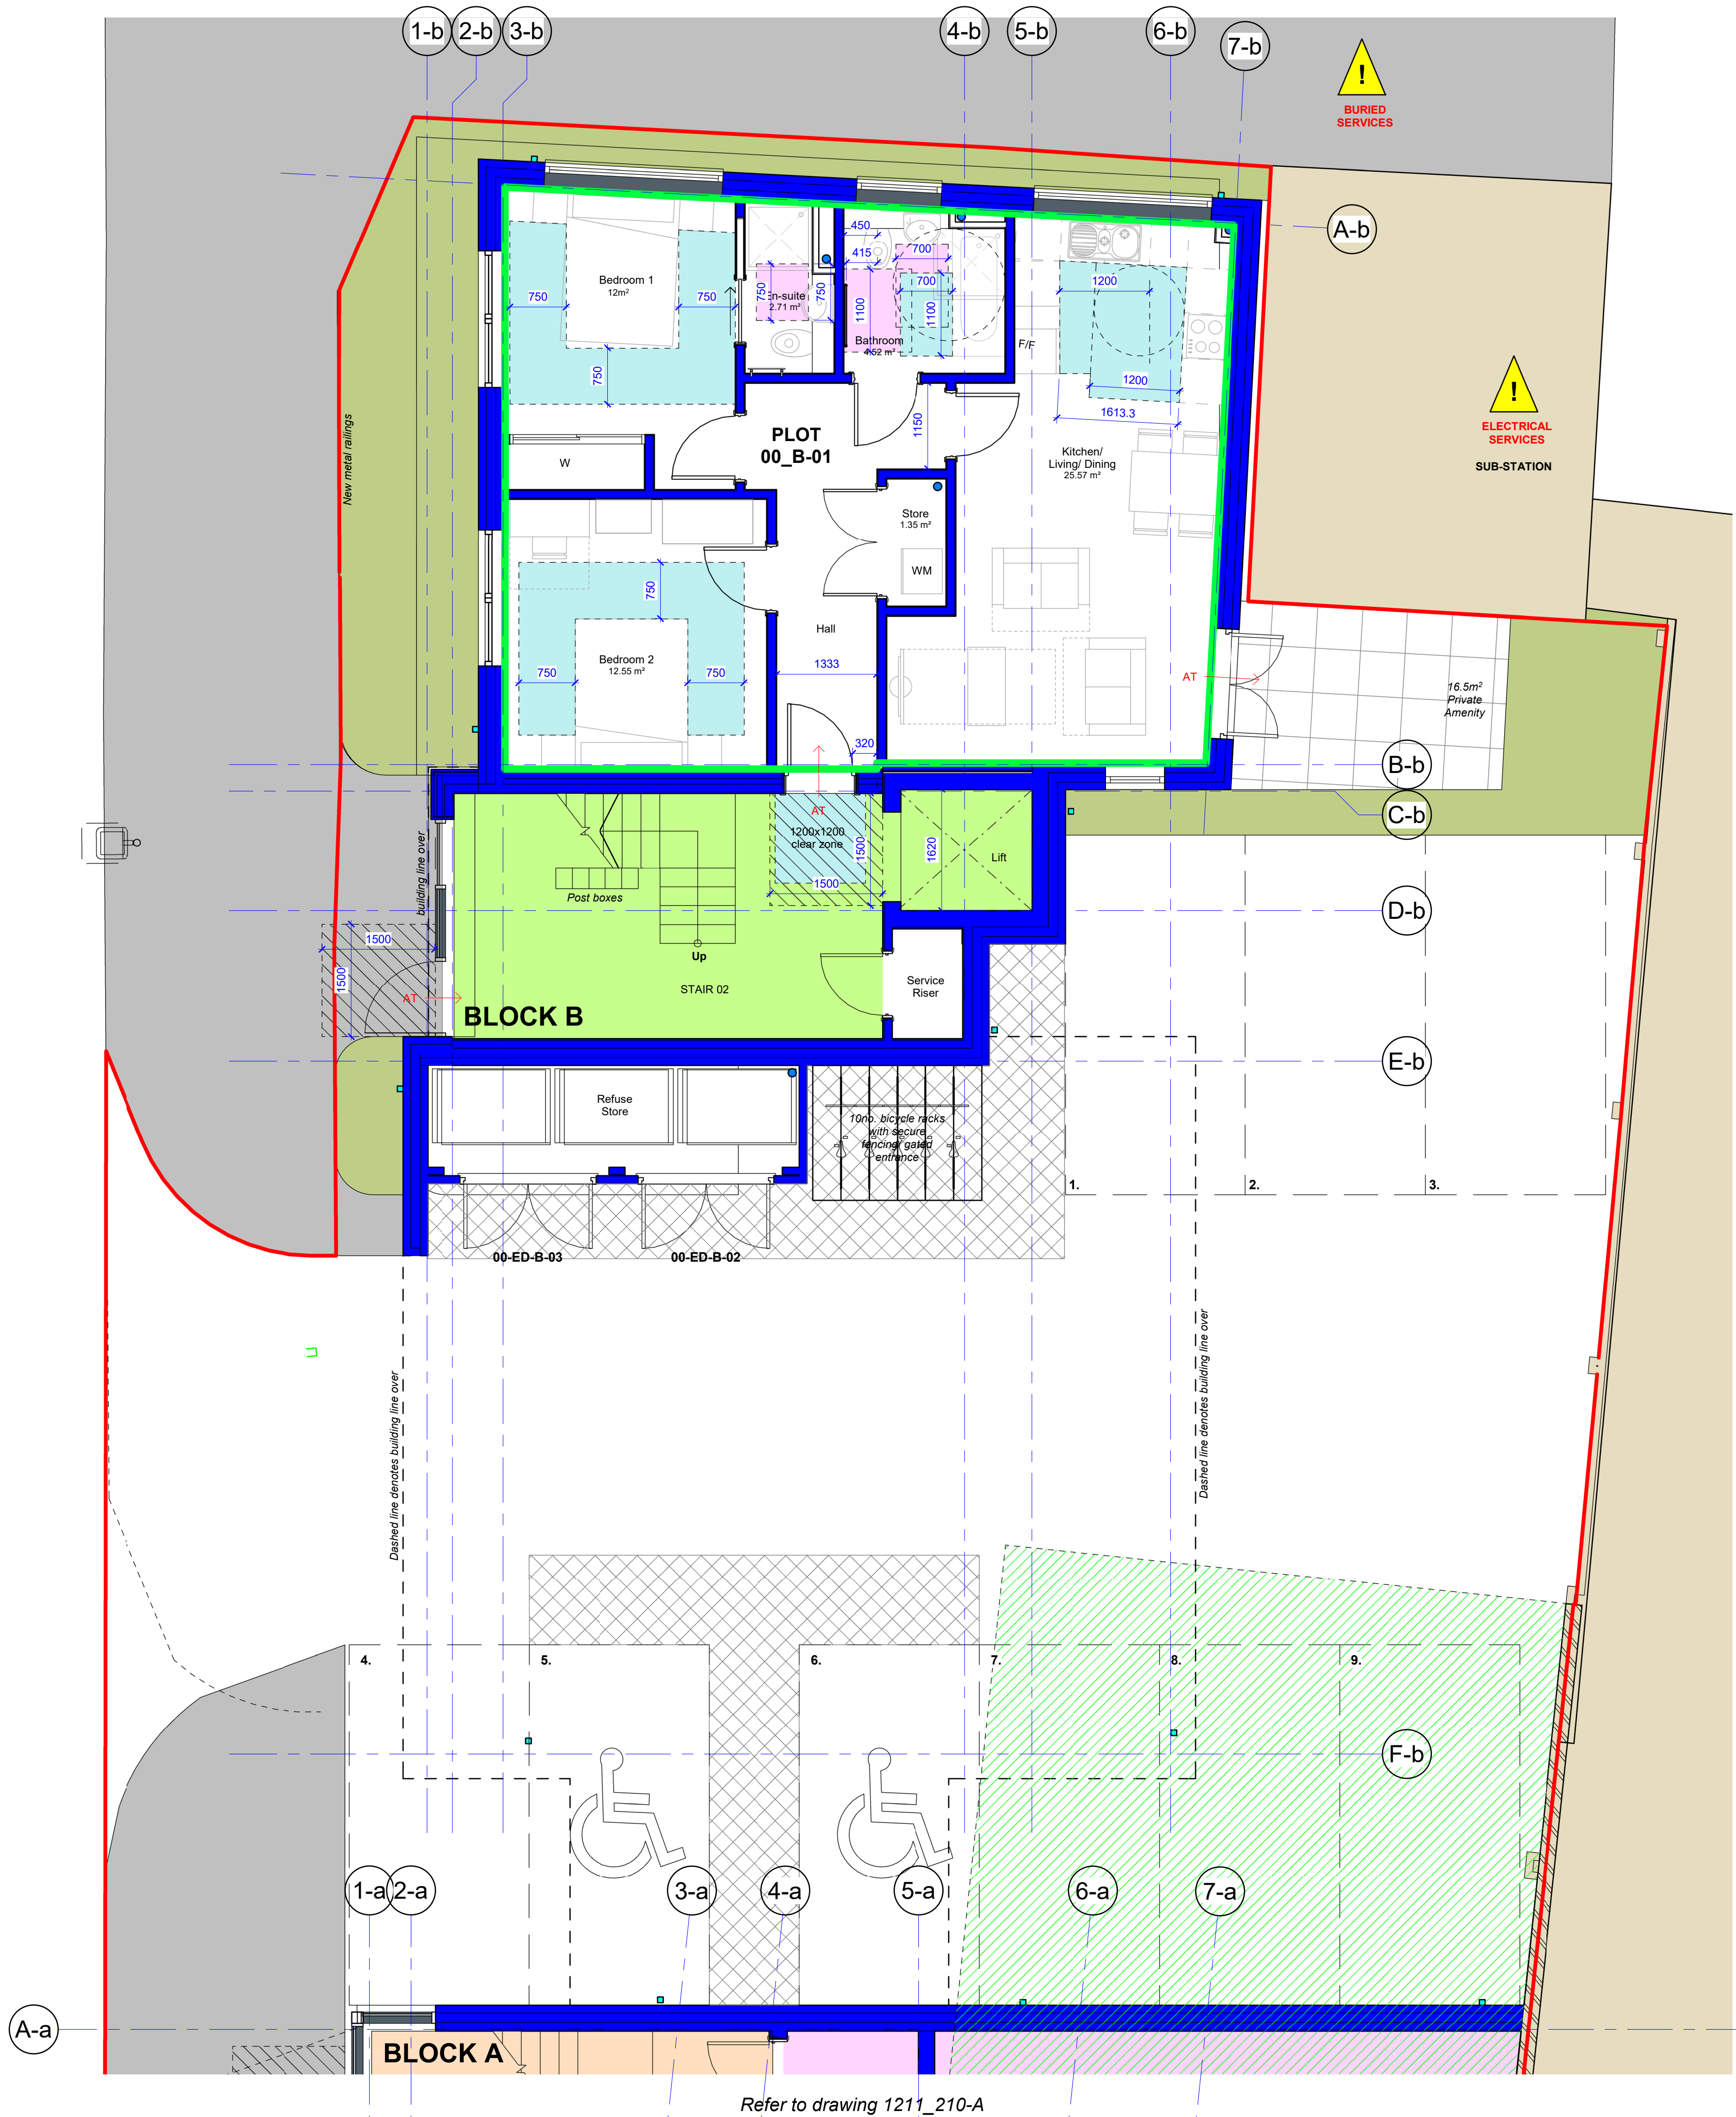 1-b
2-b
3-b
4-b
5-b
6-b
7-b
!
BURIED
SERVICES
A-b
450
415
700
700
1200
Bedroom 1
12m²
750
750
750
En-suite
2.71 m²
750
750
1100
1100
Bathroom
4.52 m²
F/F
1200
1613.3
1150
!
ELECTRICAL
SERVICES
SUB-STATION
New metal railings
PLOT
00_B-01
W
Kitchen/
Living/ Dining
25.57 m²
Store
1.35 m²
WM
750
Hall
Bedroom 2
12.55 m²
750
750
1333
AT
16.5m²
Private
Amenity
320
B-b
AT
C-b
1200x1200
clear zone
1500
1500
1620
Lift
building line over
Post boxes
D-b
1500
1500
Up
STAIR 02
Service
Riser
AT
BLOCK B
E-b
Refuse
Store
10no. bicycle racks
with secure
fencing/ gated
entrance
1.
2.
3.
00-ED-B-03
00-ED-B-02
Dashed line denotes building line over
Dashed line denotes building line over
4.
5.
6.
7.
8.
9.
F-b
1-a
2-a
3-a
4-a
5-a
6-a
7-a
A-a
BLOCK A
Refer to drawing 1211_210-A